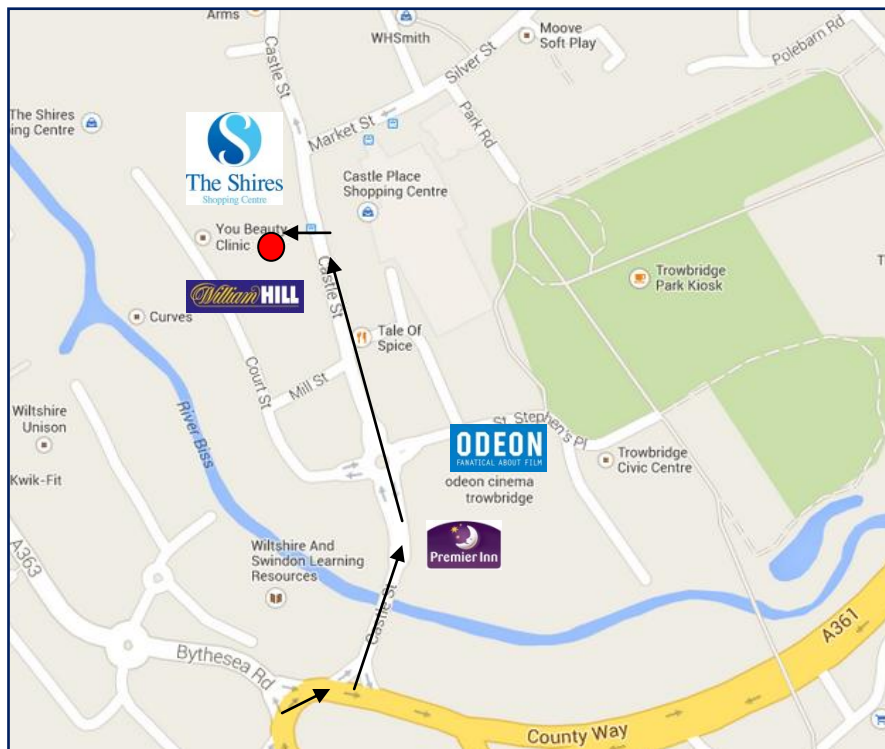 Arms
WHSmith
Moove
Soft Play
Polebarn Rd
Castle St
Silver St
The Shires
ing Centre
Market St
Park Rd
S
The Shires
Shopping Centre
Castle Place
Shopping Centre
You Beauty
Clinic
Trowbridge
Park Kiosk
T
William HILL
Castle St
Curves
Tale Of
Spice
Court St
Mill St
Wiltshire
Unison
River Biss
St. Stephen's Pl
ODEON
FANATICAL ABOUT FILM
Trowbridge
Civic Centre
Kwik-Fit
odeon cinema
trowbridge
A363
Wiltshire And
Swindon Learning
Resources
Premier Inn
Castle St
A361
Bythesea Rd
County Way